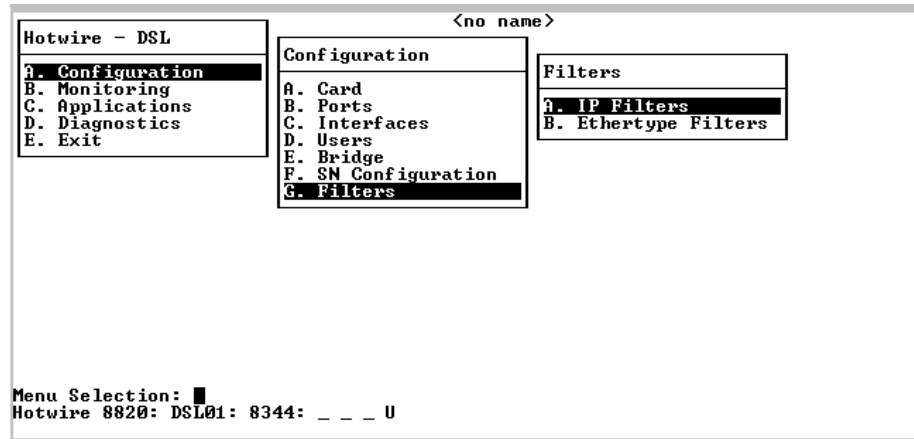 <no name>
Hotwire - DSL
A. Configuration
B. Monitoring
C. Applications
D. Diagnostics
E. Exit
Configuration
A. Card
B. Ports
C. Interfaces
D. Users
E. Bridge
F. SN Configuration
G. Filters
Filters
A. IP Filters
B. Ethertype Filters
Menu Selection:
Hotwire 8820: DSL01: 8344: _ _ _ U